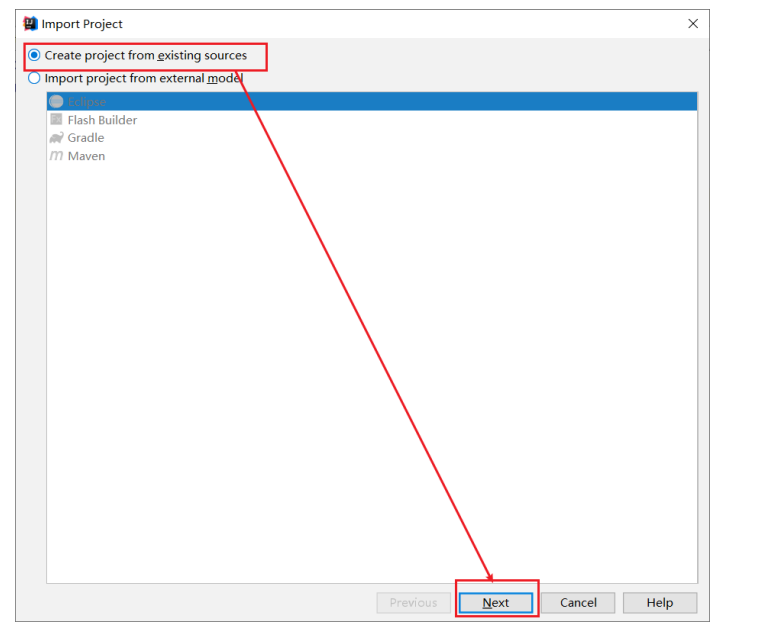 Import Project
Create project from existing sources
Import project from external model
Eclipse
Flash Builder
Gradle
Maven
Previous Next Cancel Help